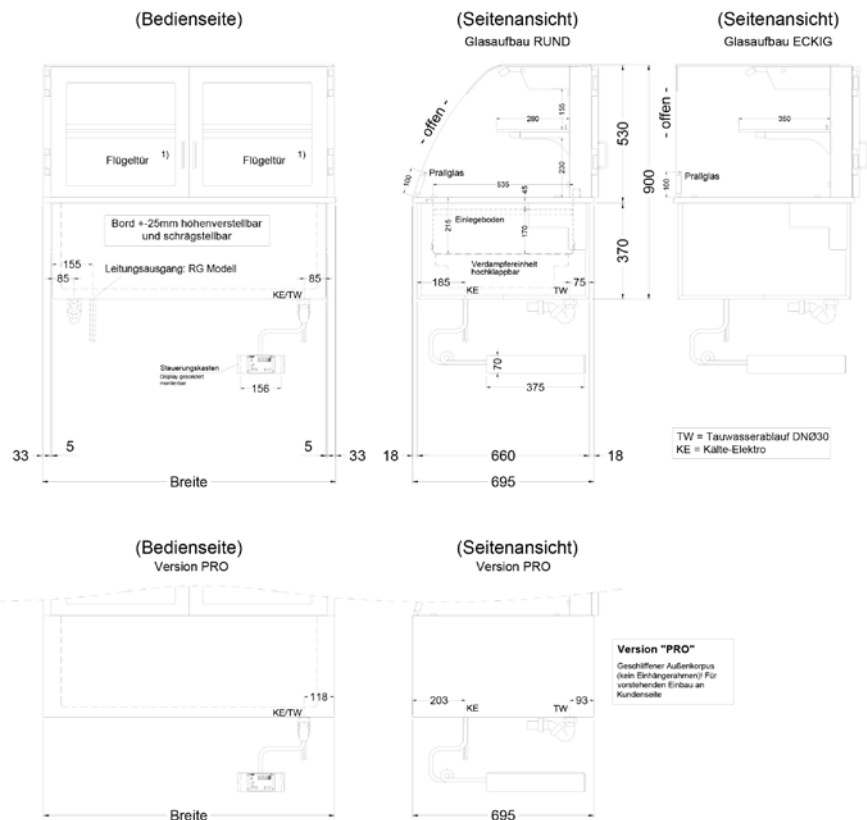 (Bedienseite)
(Seitenansicht)
Glasaufbau RUND
(Seitenansicht)
Glasaufbau ECKIG
Flügeltür 1)
Flügeltür 1)
Bord +-25mm höhenverstellbar
und schrägstellbar
155
85
Leitungsausgang: RG Modell
85
KE/TW
Steuerungskasten
Display gesondert
montierbar
156
33
5
5
33
Breite
- offen -
155
280
230
Prallglas
100
535
45
215
Einlegeboden
170
Verdampfereinheit
hochklappbar
185
KE
TW
75
70
375
18
660
18
695
530
900
370
- offen -
350
Prallglas
100
TW = Tauwasserablauf DNØ30
KE = Kälte-Elektro
(Bedienseite)
Version PRO
(Seitenansicht)
Version PRO
118
KE/TW
Breite
203
KE
TW
93
695
Version "PRO"
Geschliffener Außenkorpus
(kein Einhängerahmen)! Für
vorstehenden Einbau an
Kundenseite